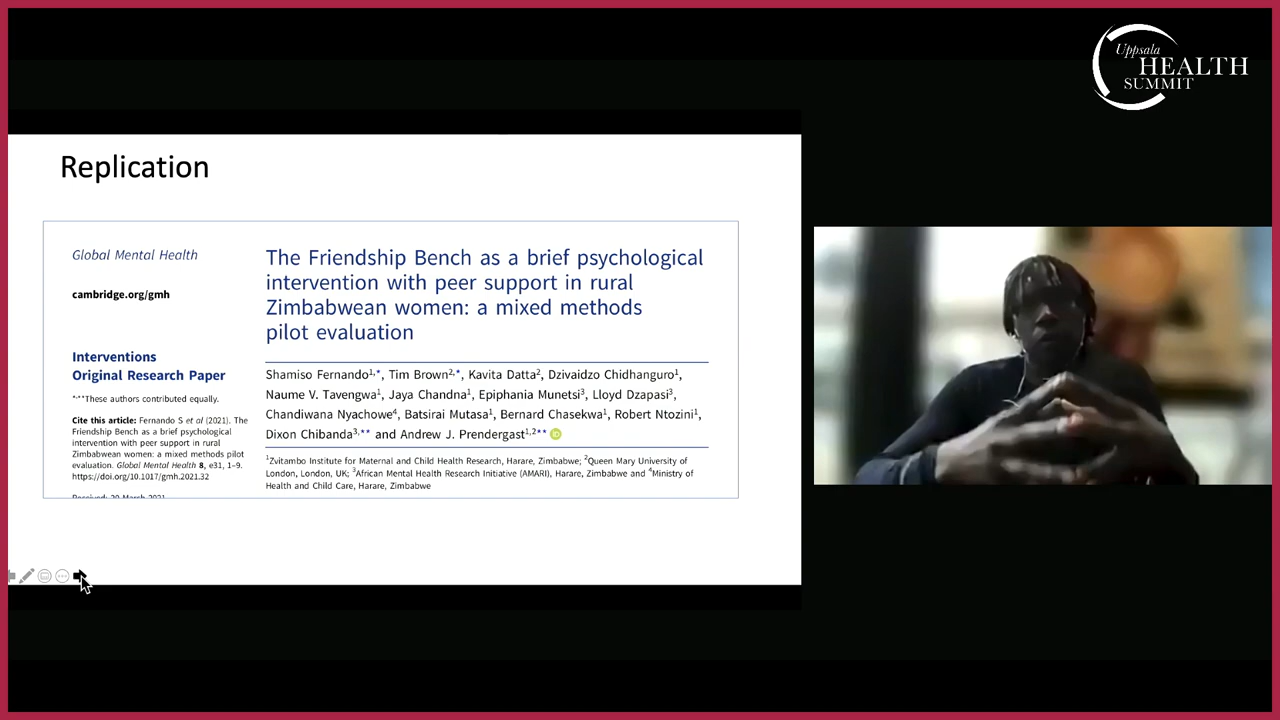 Uppsala
HEALTH
SUMMIT
Replication
Global Mental Health
cambridge.org/gmh
Interventions
Original Research Paper
*,**These authors contributed equally.
Cite this article: Fernando S et al (2021). The
Friendship Bench as a brief psychological
intervention with peer support in rural
Zimbabwean women: a mixed methods pilot
evaluation. Global Mental Health 8, e31, 1–9.
https://doi.org/10.1017/gmh.2021.32
Received: 20 March 2021
The Friendship Bench as a brief psychological
intervention with peer support in rural
Zimbabwean women: a mixed methods
pilot evaluation
Shamiso Fernando1,*, Tim Brown2,*, Kavita Datta2, Dzivaidzo Chidhanguro1,
Naume V. Tavengwa1, Jaya Chandna1, Epiphania Munetsi3, Lloyd Dzapasi3,
Chandiwana Nyachowe4, Batsirai Mutasa1, Bernard Chasekwa1, Robert Ntozini1,
Dixon Chibanda3,** and Andrew J. Prendergast1,2** iD
1Zvitambo Institute for Maternal and Child Health Research, Harare, Zimbabwe; 2Queen Mary University of
London, London, UK; 3African Mental Health Research Initiative (AMARI), Harare, Zimbabwe and 4Ministry of
Health and Child Care, Harare, Zimbabwe